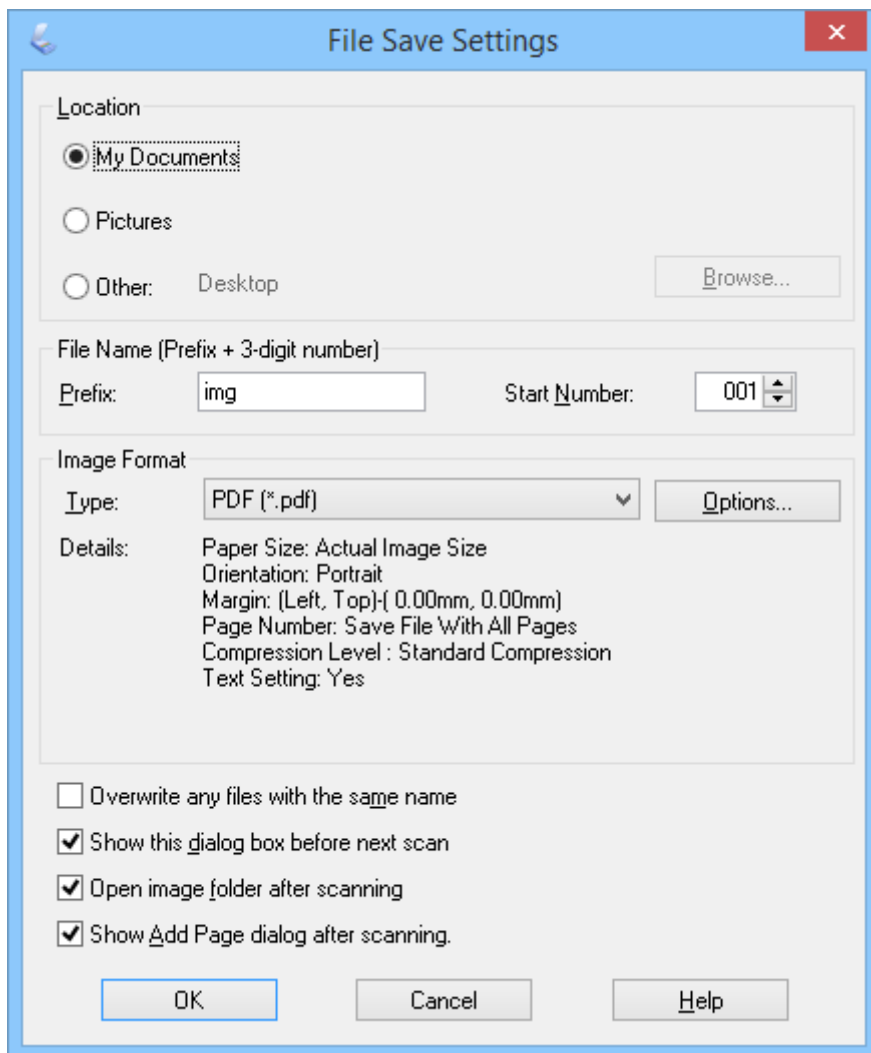 File Save Settings
Location
My Documents
Pictures
Other: Desktop Browse...
File Name (Prefix + 3-digit number)
Prefix: img Start Number: 001
Image Format
Type: PDF (*.pdf) Options...
Details: Paper Size: Actual Image Size
Orientation: Portrait
Margin: (Left, Top)-( 0.00mm, 0.00mm)
Page Number: Save File With All Pages
Compression Level : Standard Compression
Text Setting: Yes
Overwrite any files with the same name
Show this dialog box before next scan
Open image folder after scanning
Show Add Page dialog after scanning.
OK Cancel Help